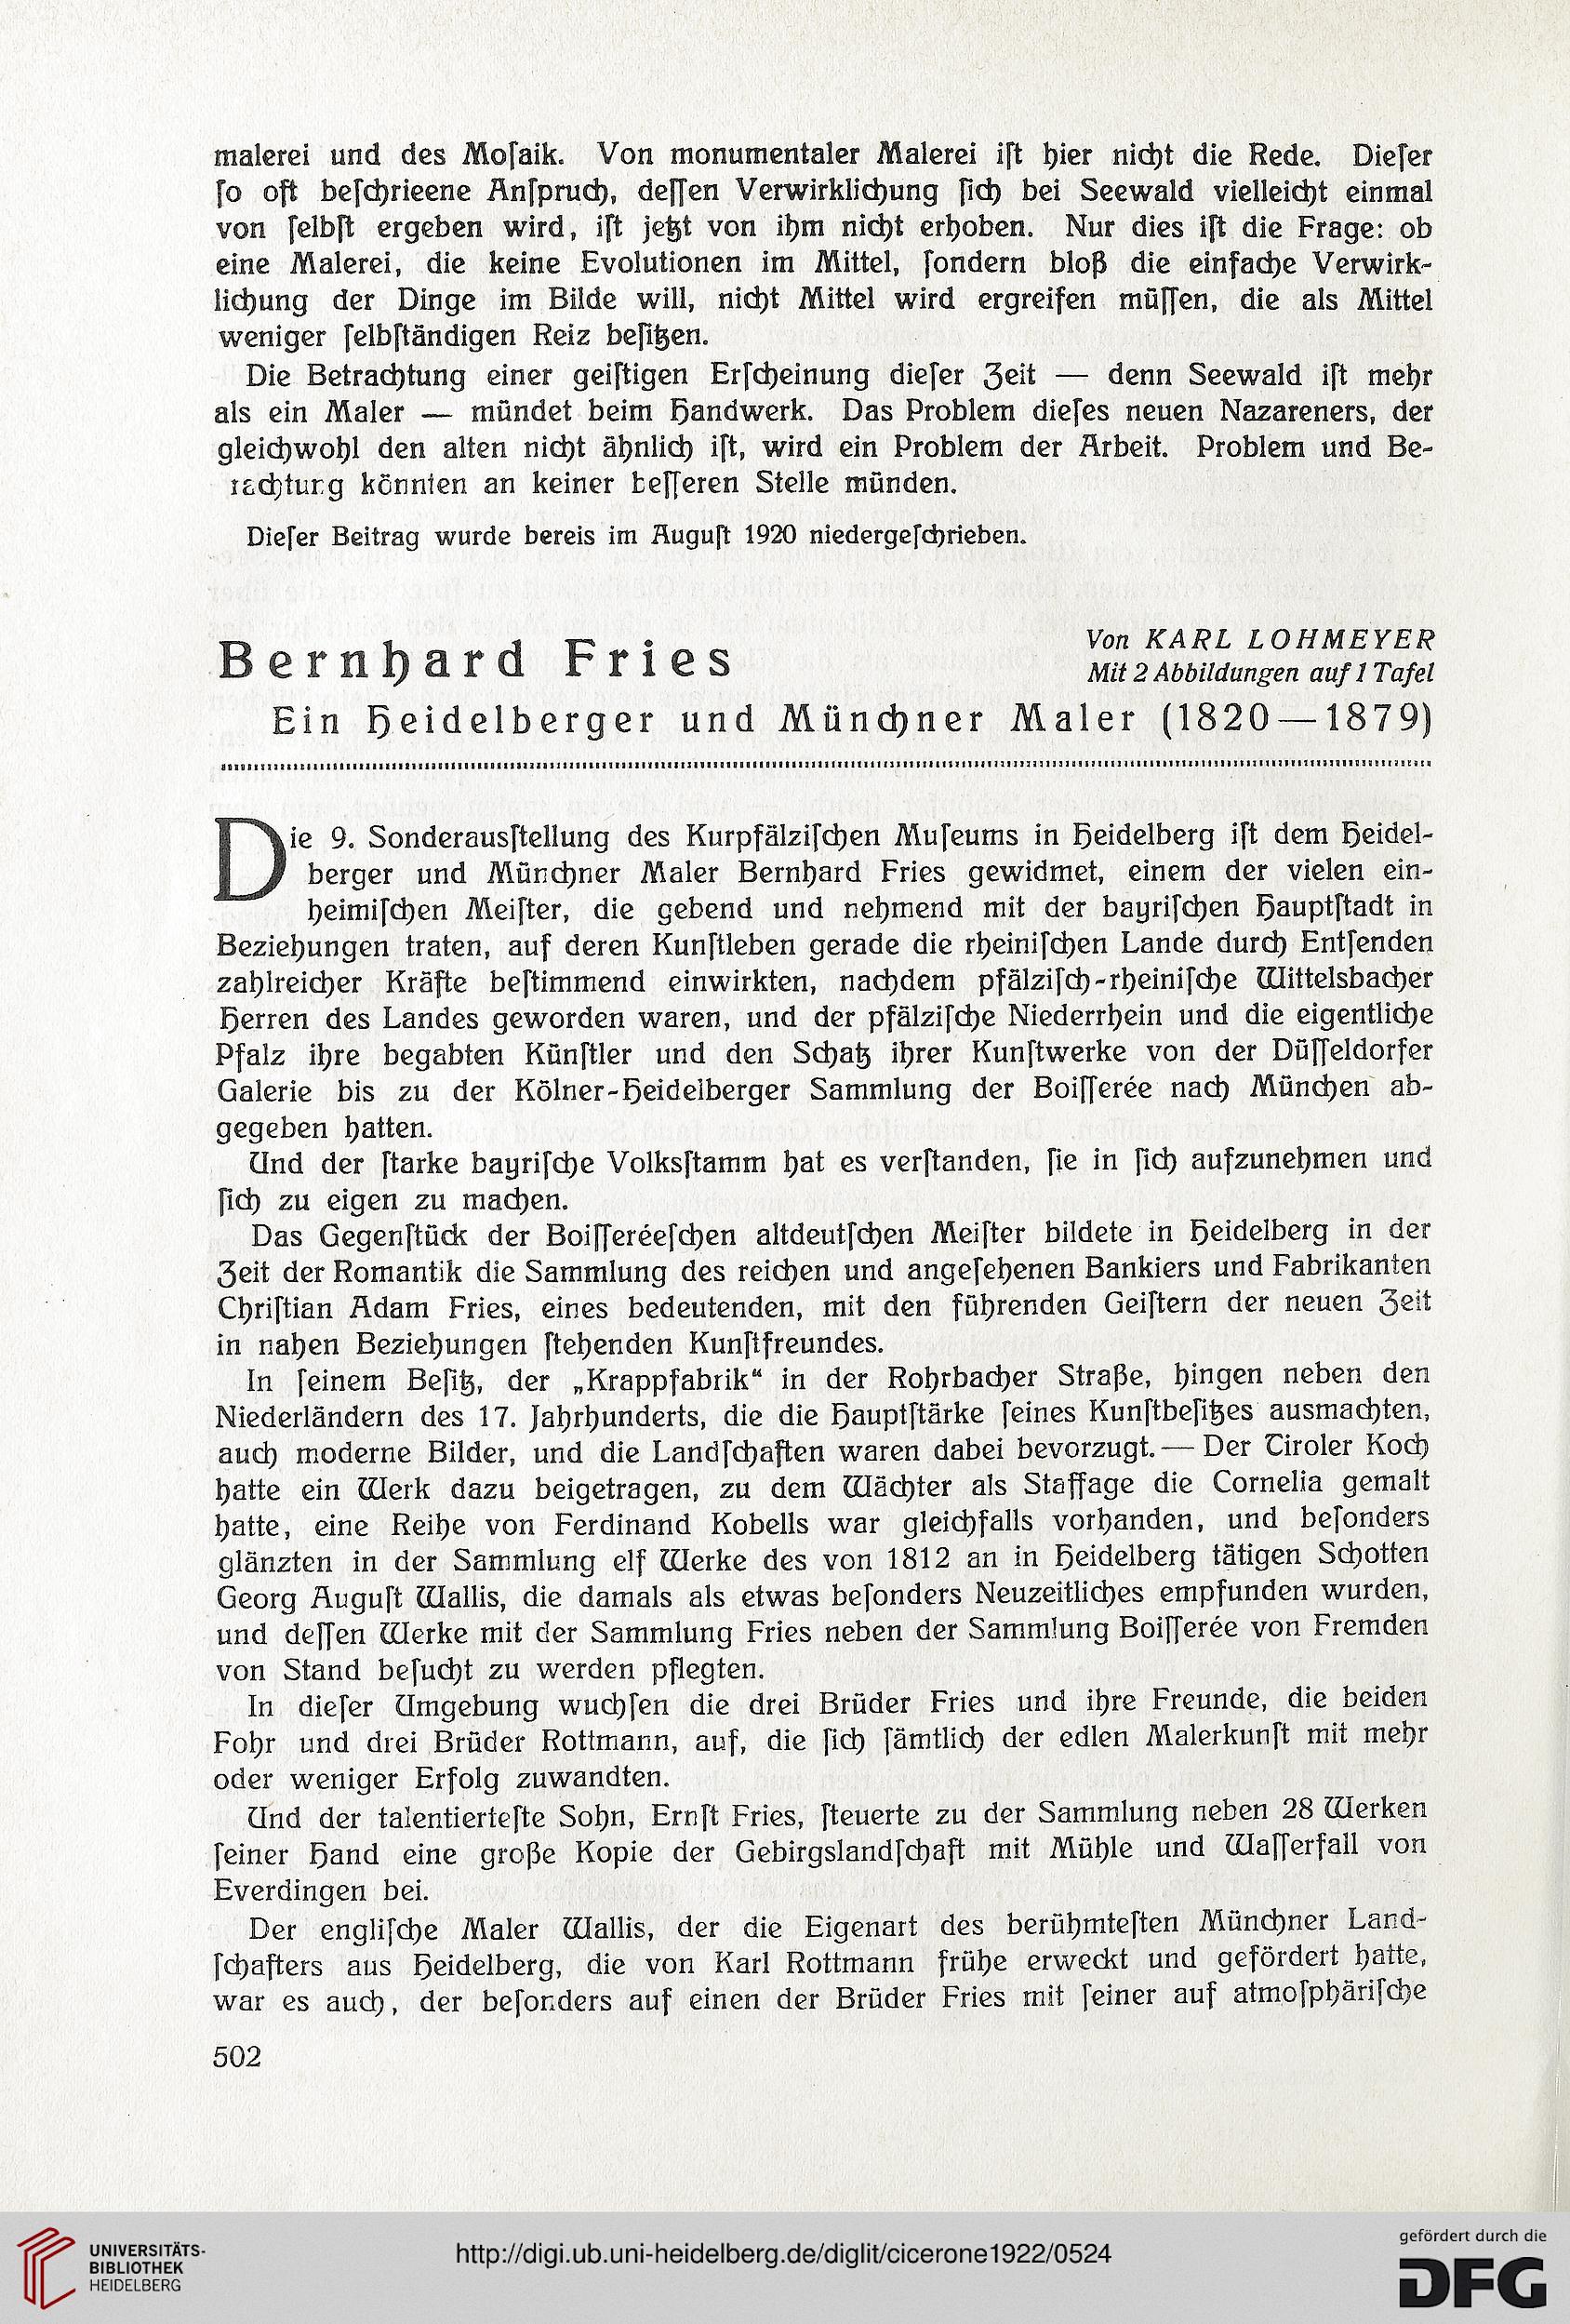 malerei und des Moſaik. Von monumentaler Malerei iſt hier nicht die Rede. Dieſer
ſo oft beſchrieene Anſpruch, deſſen Verwirklichung ſich bei Seewald vielleicht einmal
von ſelbſt ergeben wird, iſt jetzt von ihm nicht erhoben. Nur dies iſt die Frage: ob
eine Malerei, die keine Evolutionen im Mittel, ſondern bloß die einfache Verwirk-
lichung der Dinge im Bilde will, nicht Mittel wird ergreifen müſſen, die als Mittel
weniger ſelbſtändigen Reiz beſitzen.
Die Betrachtung einer geiſtigen Erſcheinung dieſer Zeit — denn Seewald iſt mehr
als ein Maler — mündet beim Handwerk. Das Problem dieſes neuen Nazareners, der
gleichwohl den alten nicht ähnlich iſt, wird ein Problem der Arbeit. Problem und Be-
trachtung könnten an keiner beſſeren Stelle münden.
Dieſer Beitrag wurde bereis im Auguſt 1920 niedergeſchrieben.
Bernhard Fries
Von KARL LOHMEYER
Mit 2 Abbildungen auf 1 Tafel
Ein Heidelberger und Münchner Maler (1820—1879)
Die 9. Sonderausſtellung des Kurpfälziſchen Muſeums in Heidelberg iſt dem Heidel-
berger und Münchner Maler Bernhard Fries gewidmet, einem der vielen ein-
heimiſchen Meiſter, die gebend und nehmend mit der bayriſchen Hauptſtadt in
Beziehungen traten, auf deren Kunſtleben gerade die rheiniſchen Lande durch Entſenden
zahlreicher Kräfte beſtimmend einwirkten, nachdem pfälziſch-rheiniſche Wittelsbacher
Herren des Landes geworden waren, und der pfälziſche Niederrhein und die eigentliche
Pfalz ihre begabten Künſtler und den Schatz ihrer Kunſtwerke von der Düſſeldorfer
Galerie bis zu der Kölner-Heidelberger Sammlung der Boiſſerée nach München ab-
gegeben hatten.
Und der ſtarke bayriſche Volksſtamm hat es verſtanden, ſie in ſich aufzunehmen und
ſich zu eigen zu machen.
Das Gegenſtück der Boiſſeréeſchen altdeutſchen Meiſter bildete in Heidelberg in der
Zeit der Romantik die Sammlung des reichen und angeſehenen Bankiers und Fabrikanten
Chriſtian Adam Fries, eines bedeutenden, mit den führenden Geiſtern der neuen Zeit
in nahen Beziehungen ſtehenden Kunſtfreundes.
In ſeinem Beſitz, der „Krappfabrik“ in der Rohrbacher Straße, hingen neben den
Niederländern des 17. Jahrhunderts, die die Hauptſtärke ſeines Kunſtbeſitzes ausmachten,
auch moderne Bilder, und die Landſchaften waren dabei bevorzugt. — Der Tiroler Koch
hatte ein Werk dazu beigetragen, zu dem Wächter als Staffage die Cornelia gemalt
hatte, eine Reihe von Ferdinand Kobells war gleichfalls vorhanden, und beſonders
glänzten in der Sammlung elf Werke des von 1812 an in Heidelberg tätigen Schotten
Georg Auguſt Wallis, die damals als etwas beſonders Neuzeitliches empfunden wurden,
und deſſen Werke mit der Sammlung Fries neben der Sammlung Boiſſerée von Fremden
von Stand beſucht zu werden pflegten.
In dieſer Umgebung wuchſen die drei Brüder Fries und ihre Freunde, die beiden
Fohr und drei Brüder Rottmann, auf, die ſich ſämtlich der edlen Malerkunſt mit mehr
oder weniger Erfolg zuwandten.
Und der talentierteſte Sohn, Ernſt Fries, ſteuerte zu der Sammlung neben 28 Werken
ſeiner Hand eine große Kopie der Gebirgslandſchaft mit Mühle und Waſſerfall von
Everdingen bei.
Der engliſche Maler Wallis, der die Eigenart des berühmteſten Münchner Land-
ſchafters aus Heidelberg, die von Karl Rottmann frühe erweckt und gefördert hatte,
war es auch, der beſonders auf einen der Brüder Fries mit ſeiner auf atmoſphäriſche
502
UNIVERSITÄTS-
BIBLIOTHEK
HEIDELBERG
http://digi.ub.uni-heidelberg.de/diglit/cicerone1922/0524
gefördert durch die
DFG